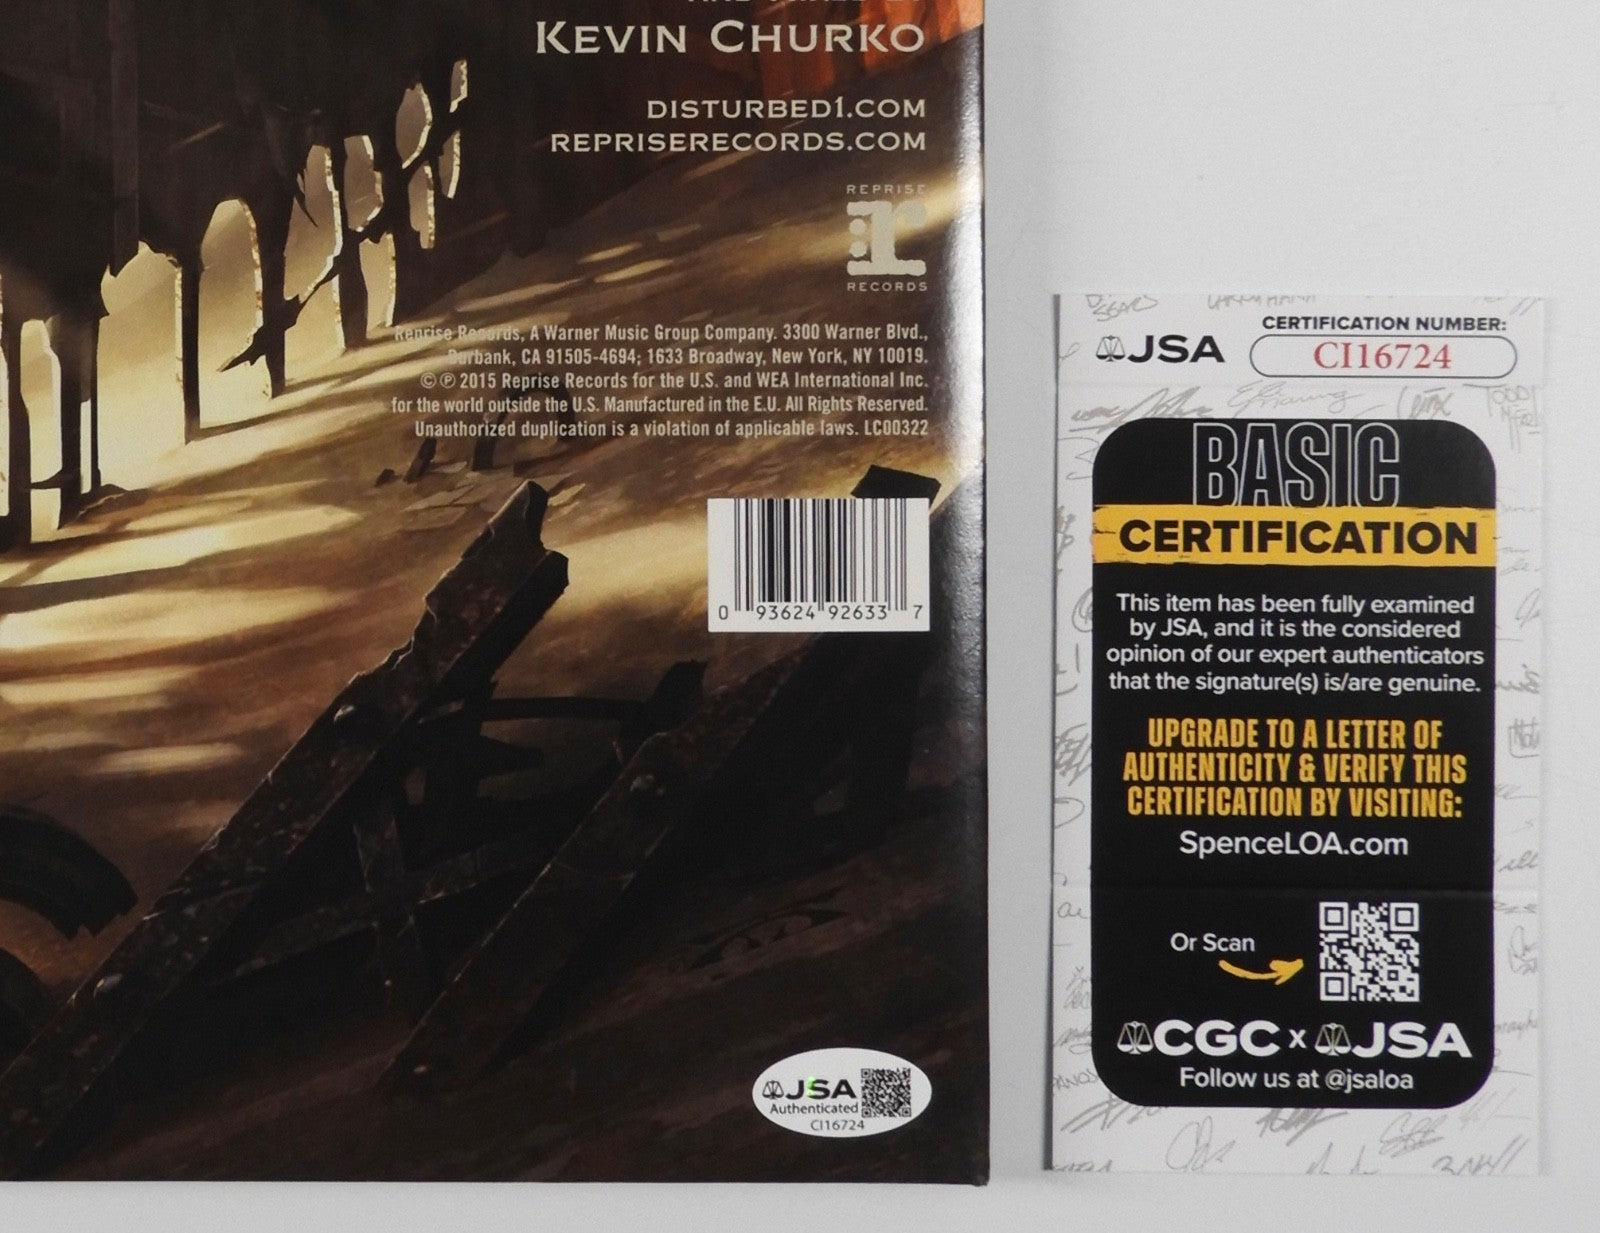 KEVIN CHURKO
DISTURBED1.COM
REPRISERECORDS.COM
REPRISE
r
RECORDS
Reprise Records, A Warner Music Group Company. 3300 Warner Blvd.,
Burbank, CA 91505-4694; 1633 Broadway, New York, NY 10019.
© ℗ 2015 Reprise Records for the U.S. and WEA International Inc.
for the world outside the U.S. Manufactured in the E.U. All Rights Reserved.
Unauthorized duplication is a violation of applicable laws. LC00322
0 93624 92633 7
JSA
Authenticated
CI16724
JSA
CERTIFICATION NUMBER:
CI16724
BASIC
CERTIFICATION
This item has been fully examined
by JSA, and it is the considered
opinion of our expert authenticators
that the signature(s) is/are genuine.
UPGRADE TO A LETTER OF
AUTHENTICITY & VERIFY THIS
CERTIFICATION BY VISITING:
SpenceLOA.com
Or Scan
CGC x JSA
Follow us at @jsaloa